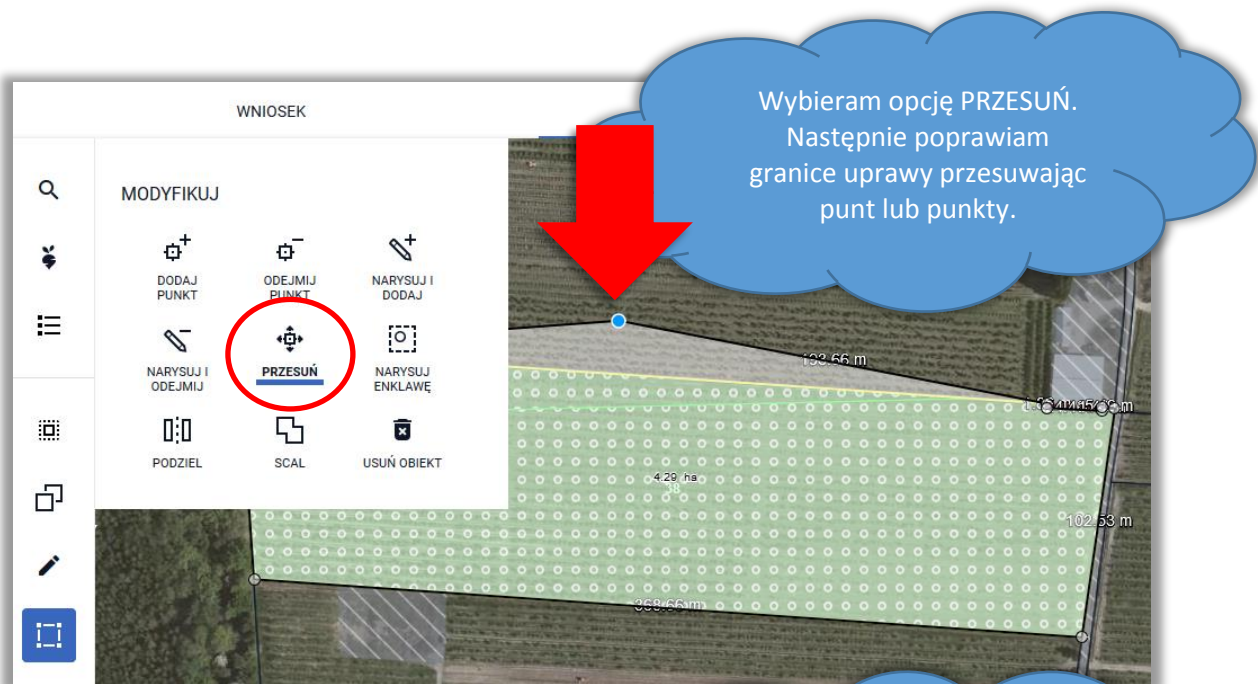 WNIOSEK
Wybieram opcję PRZESUŃ.
Następnie poprawiam
granice uprawy przesuwając
punt lub punkty.
MODYFIKUJ
DODAJ
PUNKT
ODEJMIJ
PUNKT
NARYSUJ I
DODAJ
NARYSUJ I
ODEJMIJ
PRZESUŃ
NARYSUJ
ENKLAWĘ
PODZIEL
SCAL
USUŃ OBIEKT
193.66 m
4.29 ha
38
102.53 m
368.66 m